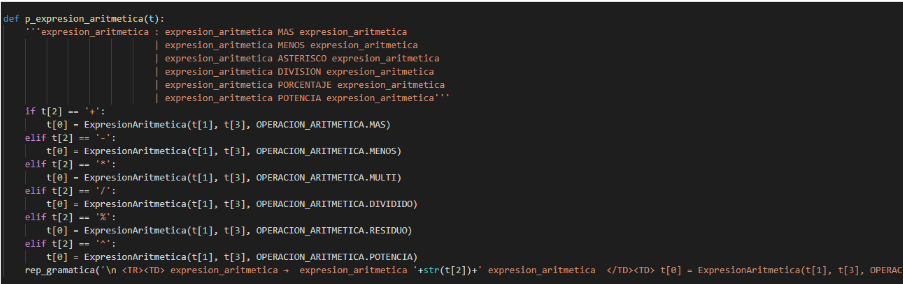 def p_expresion_aritmetica(t):
    '''expresion_aritmetica : expresion_aritmetica MAS expresion_aritmetica
                            | expresion_aritmetica MENOS expresion_aritmetica
                            | expresion_aritmetica ASTERISCO expresion_aritmetica
                            | expresion_aritmetica DIVISION expresion_aritmetica
                            | expresion_aritmetica PORCENTAJE expresion_aritmetica
                            | expresion_aritmetica POTENCIA expresion_aritmetica'''
    if t[2] == '+':
        t[0] = ExpresionAritmetica(t[1], t[3], OPERACION_ARITMETICA.MAS)
    elif t[2] == '-':
        t[0] = ExpresionAritmetica(t[1], t[3], OPERACION_ARITMETICA.MENOS)
    elif t[2] == '*':
        t[0] = ExpresionAritmetica(t[1], t[3], OPERACION_ARITMETICA.MULTI)
    elif t[2] == '/':
        t[0] = ExpresionAritmetica(t[1], t[3], OPERACION_ARITMETICA.DIVIDIDO)
    elif t[2] == '%':
        t[0] = ExpresionAritmetica(t[1], t[3], OPERACION_ARITMETICA.RESIDUO)
    elif t[2] == '^':
        t[0] = ExpresionAritmetica(t[1], t[3], OPERACION_ARITMETICA.POTENCIA)
    rep_gramatica('\n <TR><TD> expresion_aritmetica →  expresion_aritmetica '+str(t[2])+' expresion_aritmetica  </TD><TD> t[0] = ExpresionAritmetica(t[1], t[3], OPERAC